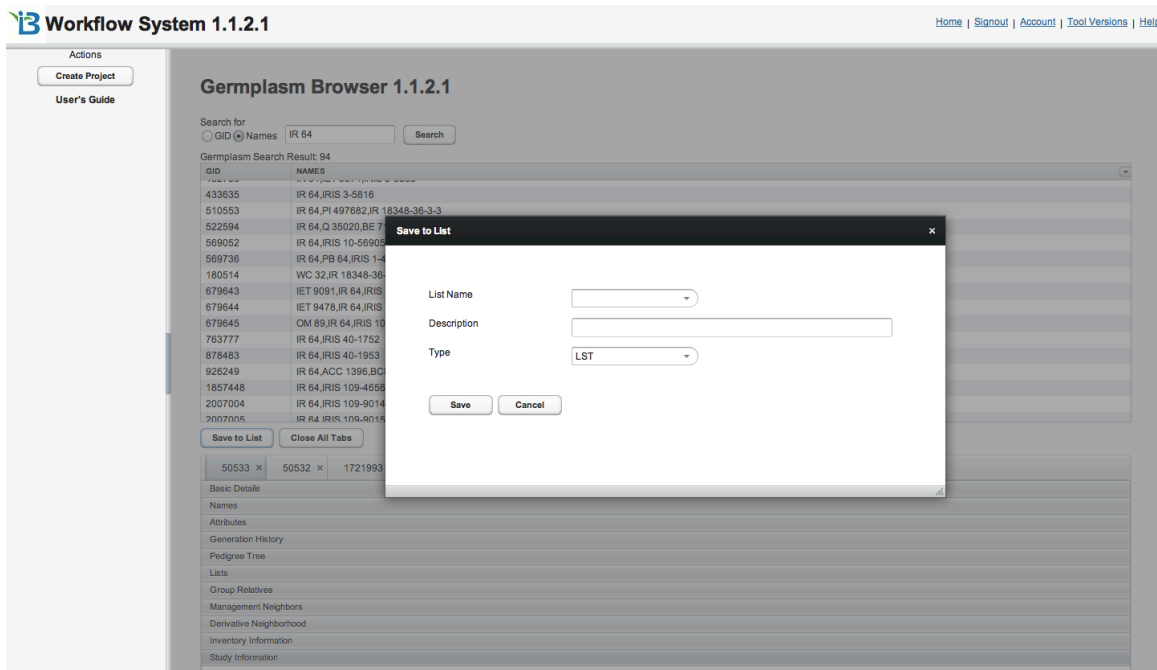 Workflow System 1.1.2.1
Home | Signout | Account | Tool Versions | Help
Actions
Create Project
User's Guide
Germplasm Browser 1.1.2.1
Search for
GID Names IR 64 Search
Germplasm Search Result: 94
GID NAMES
433635 IR 64,IRIS 3-5816
510553 IR 64,PI 497682,IR 18348-36-3-3
522594 IR 64,Q 35020,BE 7
569052 IR 64,IRIS 10-56905
569736 IR 64,PB 64,IRIS 1-4
180514 WC 32,IR 18348-36-
679643 IET 9091,IR 64,IRIS
679644 IET 9478,IR 64,IRIS
679645 OM 89,IR 64,IRIS 10
763777 IR 64,IRIS 40-1752
878483 IR 64,IRIS 40-1953
926249 IR 64,ACC 1396,BC
1857448 IR 64,IRIS 109-4656
2007004 IR 64,IRIS 109-9014
2007005 IR 64,IRIS 109-9015
Save to List
List Name
Description
Type LST
Save Cancel
Save to List Close All Tabs
50533 50532 1721993
Basic Details
Names
Attributes
Generation History
Pedigree Tree
Lists
Group Relatives
Management Neighbors
Derivative Neighborhood
Inventory Information
Study Information